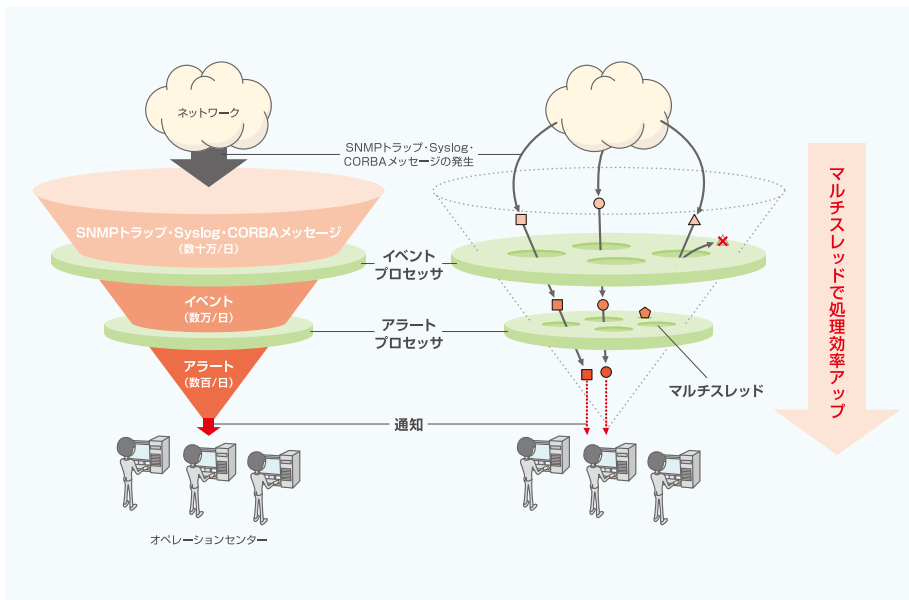 ネットワーク
SNMPトラップ・Syslog・
CORBAメッセージの発生
SNMPトラップ・Syslog・CORBAメッセージ
(数十万/日)
イベント
プロセッサ
イベント
(数万/日)
アラート
プロセッサ
アラート
(数百/日)
マルチスレッド
通知
オペレーションセンター
マルチスレッドで処理効率アップ